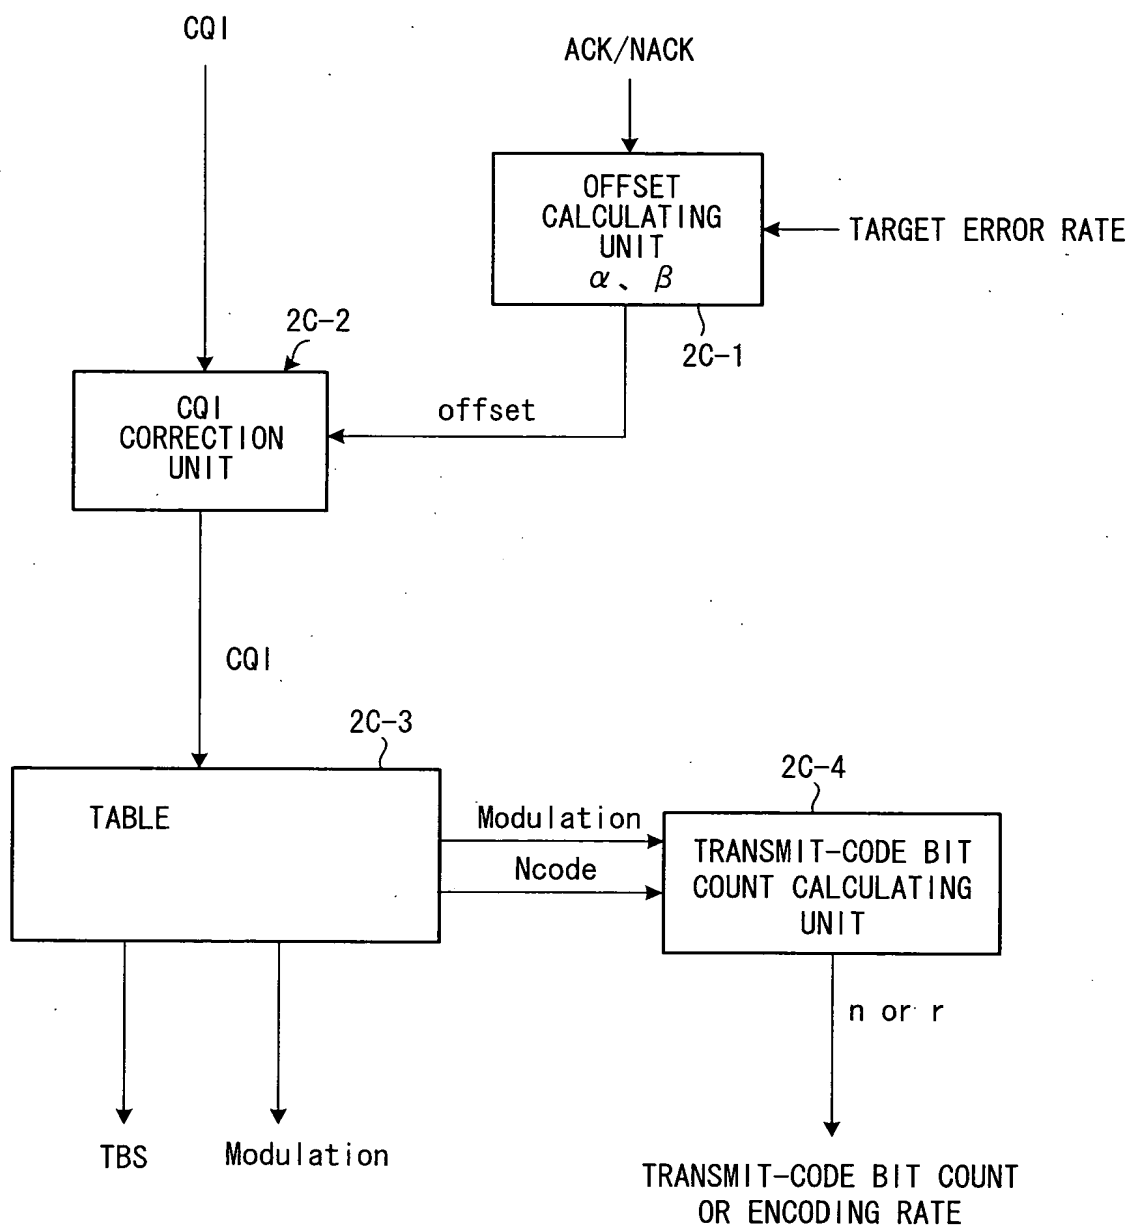 CQI
ACK/NACK
OFFSET
CALCULATING
UNIT
α、β
TARGET ERROR RATE
2C-1
2C-2
CQI
CORRECTION
UNIT
offset
CQI
2C-3
TABLE
Modulation
Ncode
2C-4
TRANSMIT-CODE BIT
COUNT CALCULATING
UNIT
n or r
TBS
Modulation
TRANSMIT-CODE BIT COUNT
OR ENCODING RATE